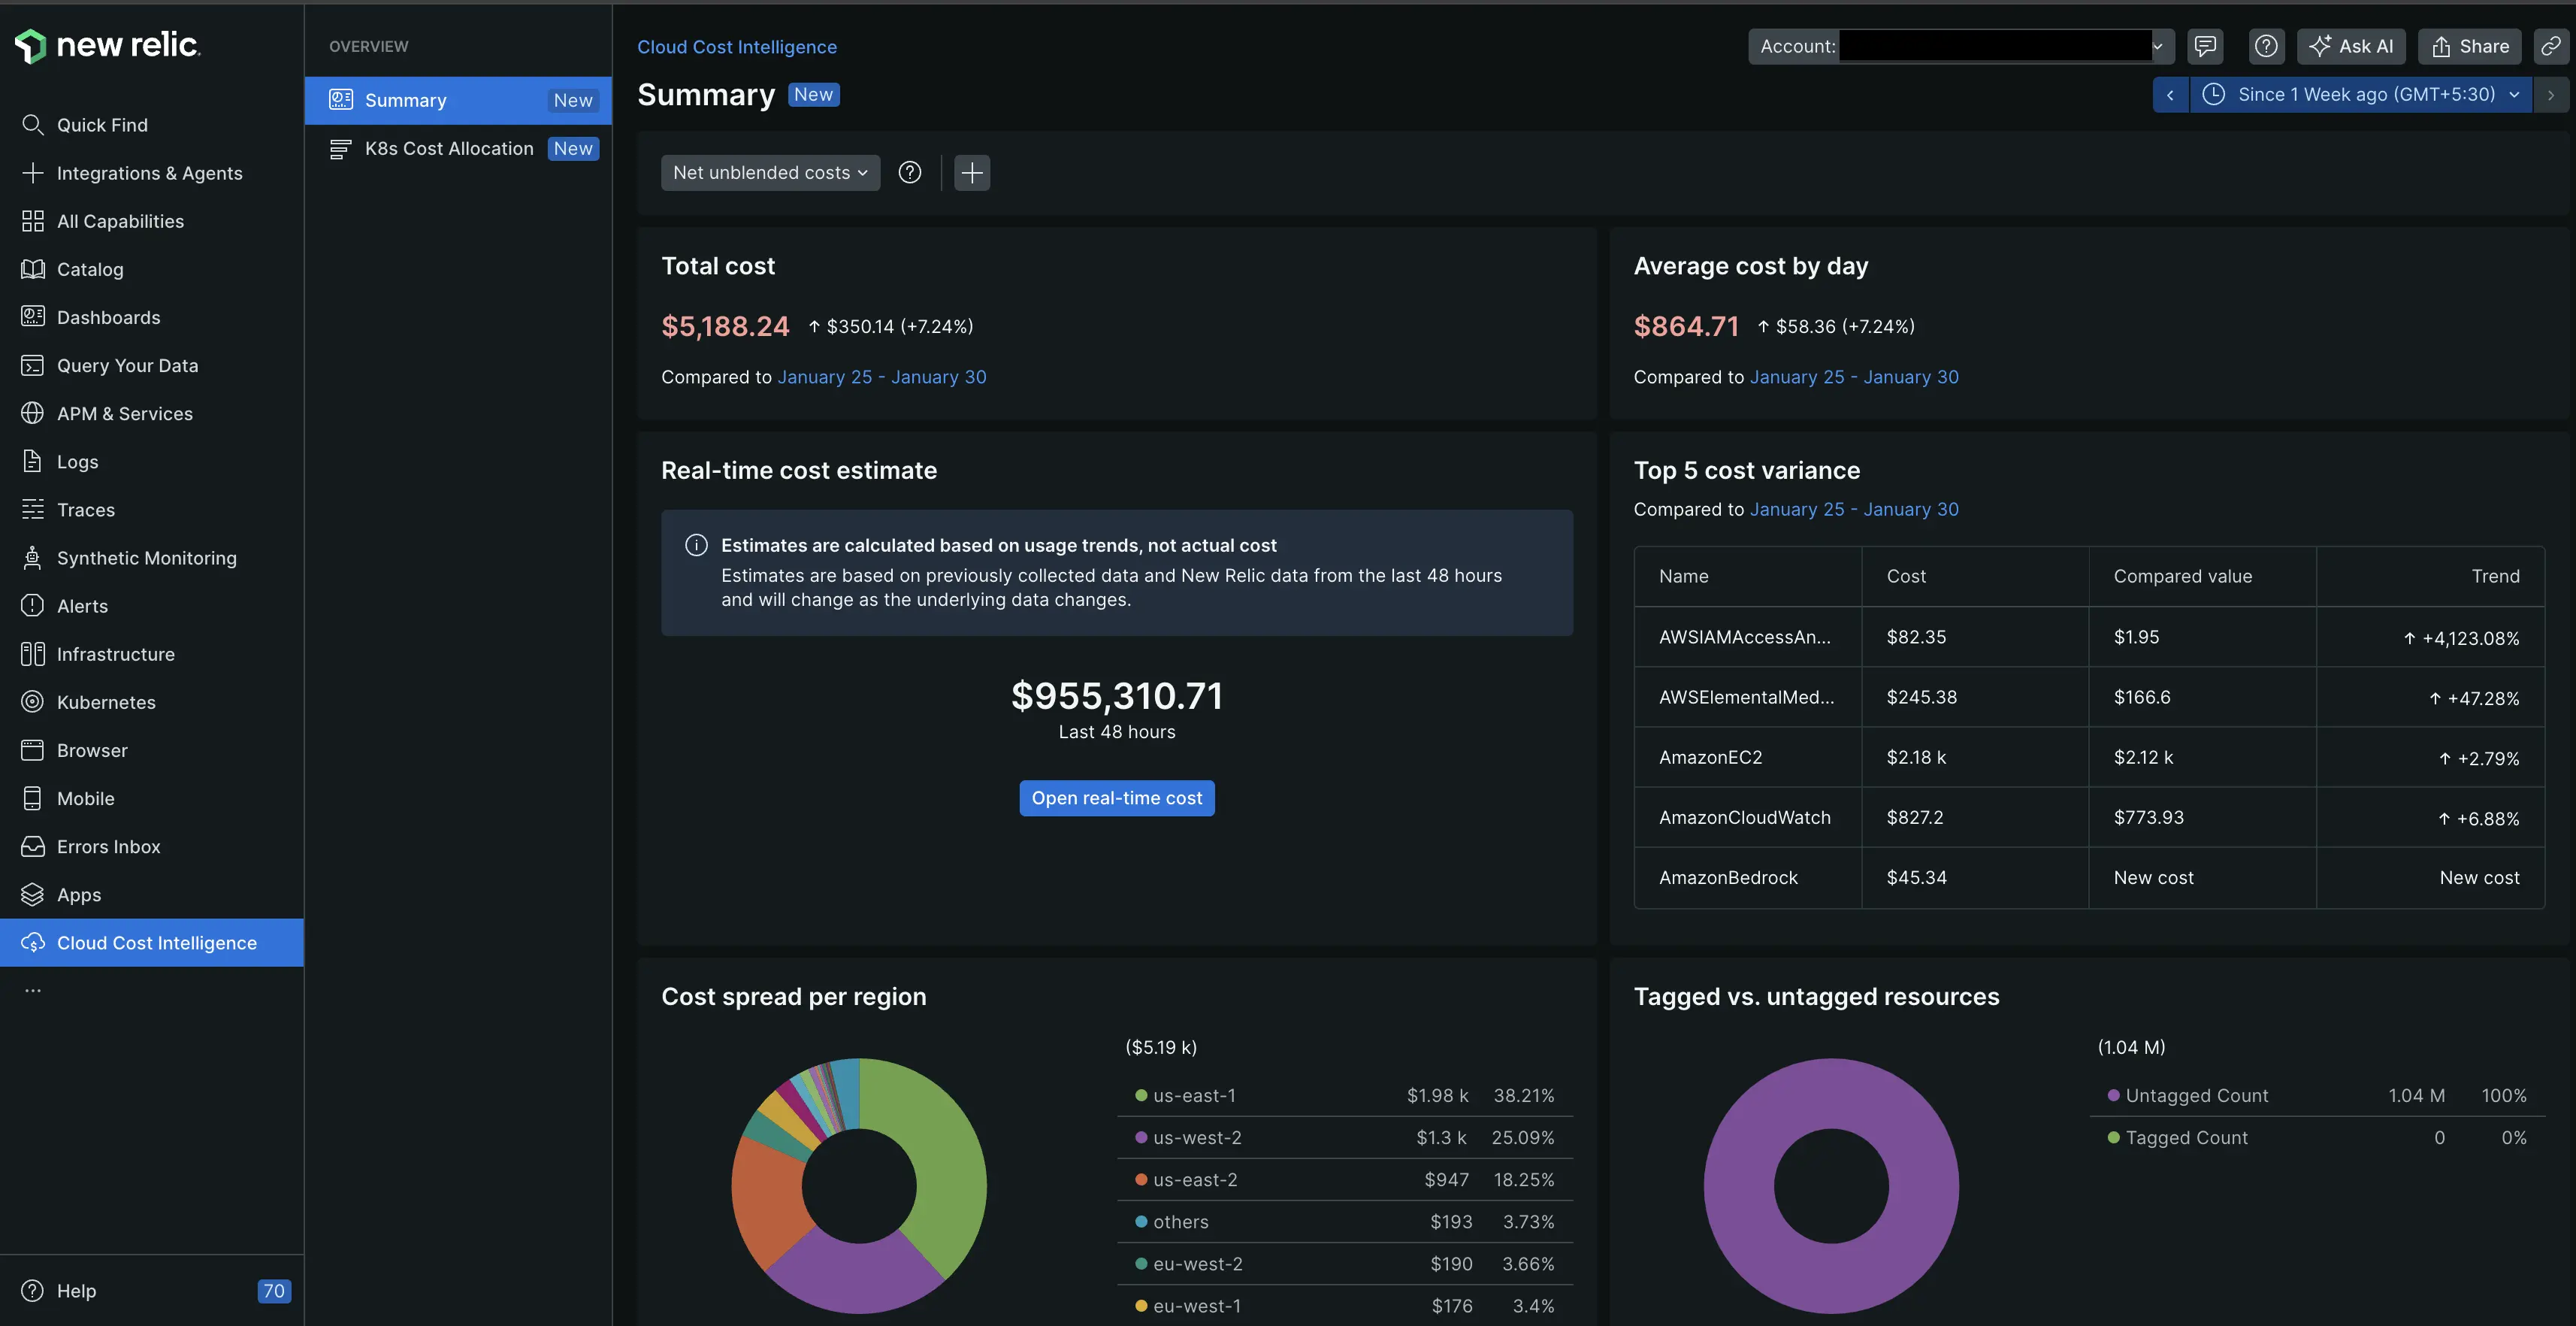 new relic.
Quick Find
Integrations & Agents
All Capabilities
Catalog
Dashboards
Query Your Data
APM & Services
Logs
Traces
Synthetic Monitoring
Alerts
Infrastructure
Kubernetes
Browser
Mobile
Errors Inbox
Apps
Cloud Cost Intelligence
...
Help 70
OVERVIEW
Summary New
K8s Cost Allocation New
Cloud Cost Intelligence
Account:
Ask AI
Share
Summary New
Since 1 Week ago (GMT+5:30)
Net unblended costs
Total cost
$5,188.24 ↑ $350.14 (+7.24%)
Compared to January 25 - January 30
Average cost by day
$864.71 ↑ $58.36 (+7.24%)
Compared to January 25 - January 30
Real-time cost estimate
Estimates are calculated based on usage trends, not actual cost
Estimates are based on previously collected data and New Relic data from the last 48 hours
and will change as the underlying data changes.
$955,310.71
Last 48 hours
Open real-time cost
Top 5 cost variance
Compared to January 25 - January 30
Name Cost Compared value Trend
AWSIAMAccessAn... $82.35 $1.95 ↑ +4,123.08%
AWSElementalMed... $245.38 $166.6 ↑ +47.28%
AmazonEC2 $2.18 k $2.12 k ↑ +2.79%
AmazonCloudWatch $827.2 $773.93 ↑ +6.88%
AmazonBedrock $45.34 New cost New cost
Cost spread per region
($5.19 k)
us-east-1 $1.98 k 38.21%
us-west-2 $1.3 k 25.09%
us-east-2 $947 18.25%
others $193 3.73%
eu-west-2 $190 3.66%
eu-west-1 $176 3.4%
Tagged vs. untagged resources
(1.04 M)
Untagged Count 1.04 M 100%
Tagged Count 0 0%